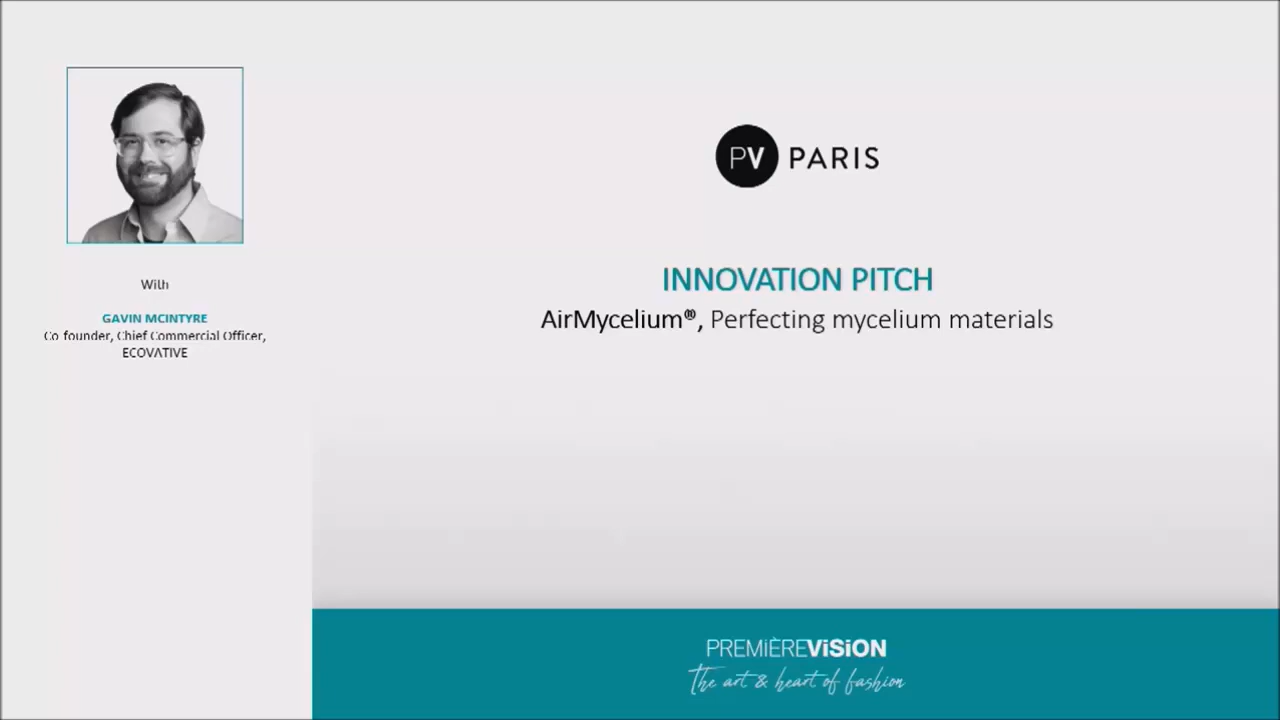 With
GAVIN MCINTYRE
Co founder, Chief Commercial Officer,
ECOVATIVE
PV PARIS
INNOVATION PITCH
AirMycelium®, Perfecting mycelium materials
PREMiÈREViSiON
The art & heart of fashion